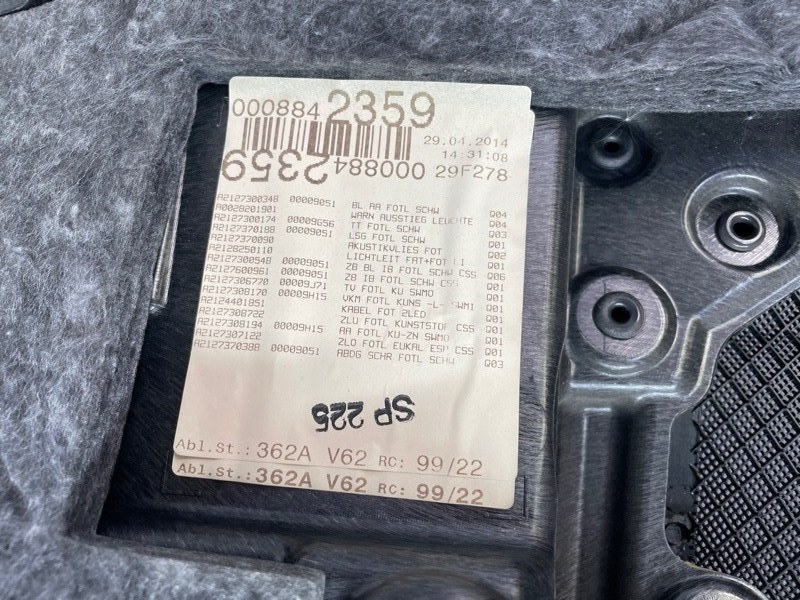 0008842359
29.04.2014
14:31:08
0008842359
29F278
A2127300348 00009051 BL AA FOTL SCHW Q04
A0028201901 WARN AUSSTIEG LEUCHTE Q04
A2127300174 00009G56 TT FOTL SCHW Q03
A2127370188 00009051 LSG FOTL SCHW Q01
A2127370090 AKUSTIKVLIES FOT Q02
A2128250110 LICHTLEIT FAT+FOT LI Q01
A2127300548 00009051 ZB BL IB FOTL SCHW CSS Q06
A2127600961 00009051 ZB IB FOTL SCHW CSS Q01
A2127306770 00009J71 TV FOTL KU SWMO Q01
A2127308170 00009H15 VKM FOTL KUNS -L- SWMI Q01
A2124401851 KABEL FOT 2LED Q01
A2127308722 ZLU FOTL KUNSTSTOF CSS Q01
A2127308194 00009H15 AA FOTL KU-ZN SWMO Q01
A2127307122 ZLO FOTL EUKAL ESP CSS Q01
A2127370388 00009051 ABDG SCHR FOTL SCHW Q03
SP 225
Abl.St.: 362A V62 RC: 99/22
Abl.St.: 362A V62 RC: 99/22